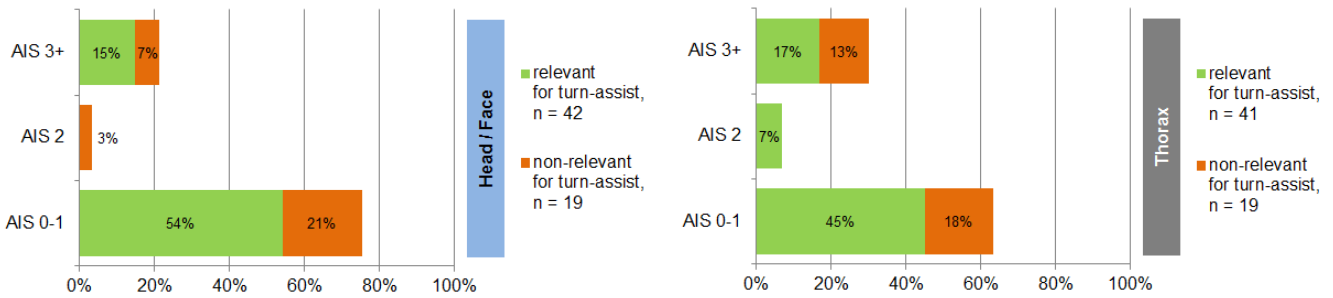 AIS 3+
15%
7%
AIS 2
3%
AIS 0-1
54%
21%
0%
20%
40%
60%
80%
100%
Head / Face
relevant
for turn-assist,
n = 42
non-relevant
for turn-assist,
n = 19
AIS 3+
17%
13%
AIS 2
7%
AIS 0-1
45%
18%
0%
20%
40%
60%
80%
100%
Thorax
relevant
for turn-assist,
n = 41
non-relevant
for turn-assist,
n = 19